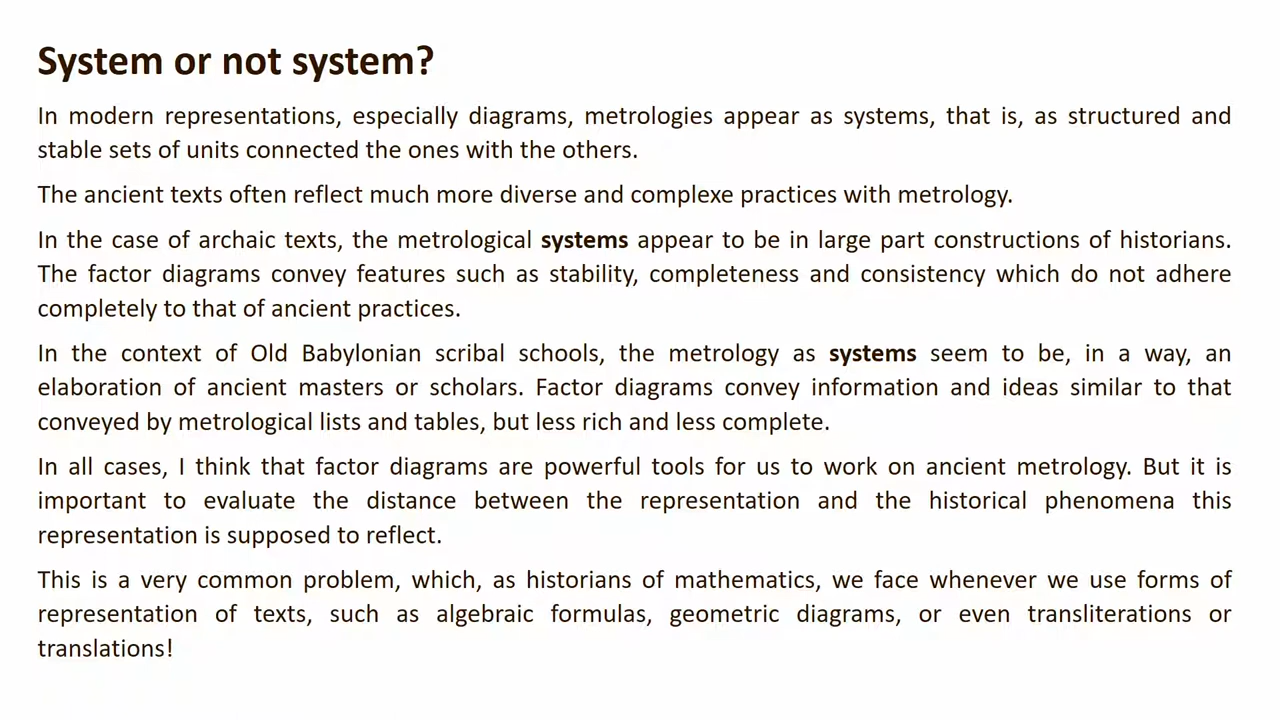 System or not system?
In modern representations, especially diagrams, metrologies appear as systems, that is, as structured and
stable sets of units connected the ones with the others.
The ancient texts often reflect much more diverse and complexe practices with metrology.
In the case of archaic texts, the metrological systems appear to be in large part constructions of historians.
The factor diagrams convey features such as stability, completeness and consistency which do not adhere
completely to that of ancient practices.
In the context of Old Babylonian scribal schools, the metrology as systems seem to be, in a way, an
elaboration of ancient masters or scholars. Factor diagrams convey information and ideas similar to that
conveyed by metrological lists and tables, but less rich and less complete.
In all cases, I think that factor diagrams are powerful tools for us to work on ancient metrology. But it is
important to evaluate the distance between the representation and the historical phenomena this
representation is supposed to reflect.
This is a very common problem, which, as historians of mathematics, we face whenever we use forms of
representation of texts, such as algebraic formulas, geometric diagrams, or even transliterations or
translations!